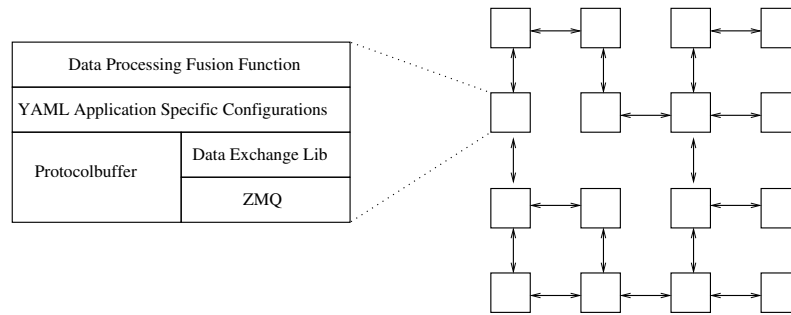 Data Processing Fusion Function
YAML Application Specific Configurations
Protocolbuffer
Data Exchange Lib
ZMQ